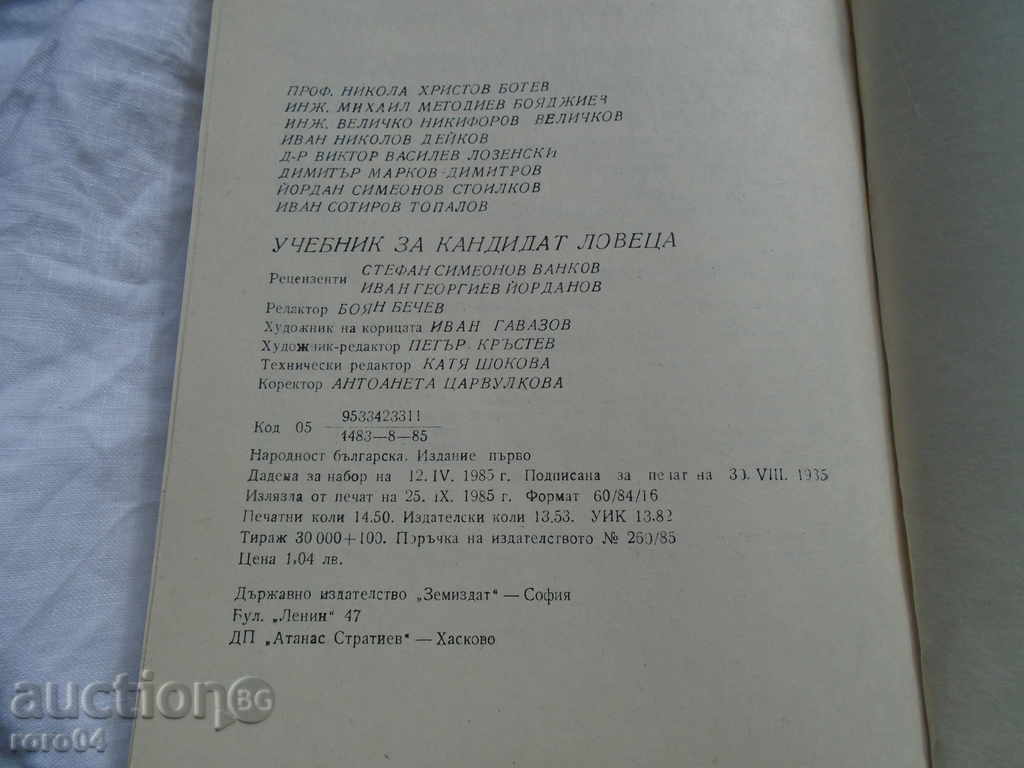 ПРОФ. НИКОЛА ХРИСТОВ БОТЕВ
ИНЖ. МИХАИЛ МЕТОДИЕВ БОЯДЖИЕВ
ИНЖ. ВЕЛИЧКО НИКИФОРОВ ВЕЛИЧКОВ
ИВАН НИКОЛОВ ДЕЙКОВ
Д-Р ВИКТОР ВАСИЛЕВ ЛОЗЕНСКИ
ДИМИТЪР МАРКОВ ДИМИТРОВ
ЙОРДАН СИМЕОНОВ СТОИЛКОВ
ИВАН СОТИРОВ ТОПАЛОВ
УЧЕБНИК ЗА КАНДИДАТ ЛОВЕЦА
Рецензенти СТЕФАН СИМЕОНОВ ВАНКОВ
ИВАН ГЕОРГИЕВ ЙОРДАНОВ
Редактор БОЯН БЕЧЕВ
Художник на корицата ИВАН ГАВАЗОВ
Художник-редактор ПЕТЪР КРЪСТЕВ
Технически редактор КАТЯ ШОКОВА
Коректор АНТОАНЕТА ЦАРВУЛКОВА
Код 05 9533423311
1483—8—85
Народност българска. Издание първо
Дадена за набор на 12. IV. 1985 г. Подписана за печат на 30. VIII. 1985
Излязла от печат на 25. IX. 1985 г. Формат 60/84/16
Печатни коли 14.50. Издателски коли 13,53. УИК 13.82
Тираж 30 000+100. Поръчка на издателството № 260/85
Цена 1,04 лв.
Държавно издателство „Земиздат“ — София
Бул. „Ленин“ 47
ДП „Атанас Стратиев“ — Хасково
auction BG
roro04